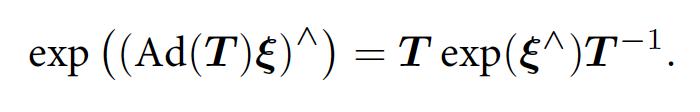 exp ((Ad(T)ξ)^∧) = T exp(ξ^∧)T^{−1}.